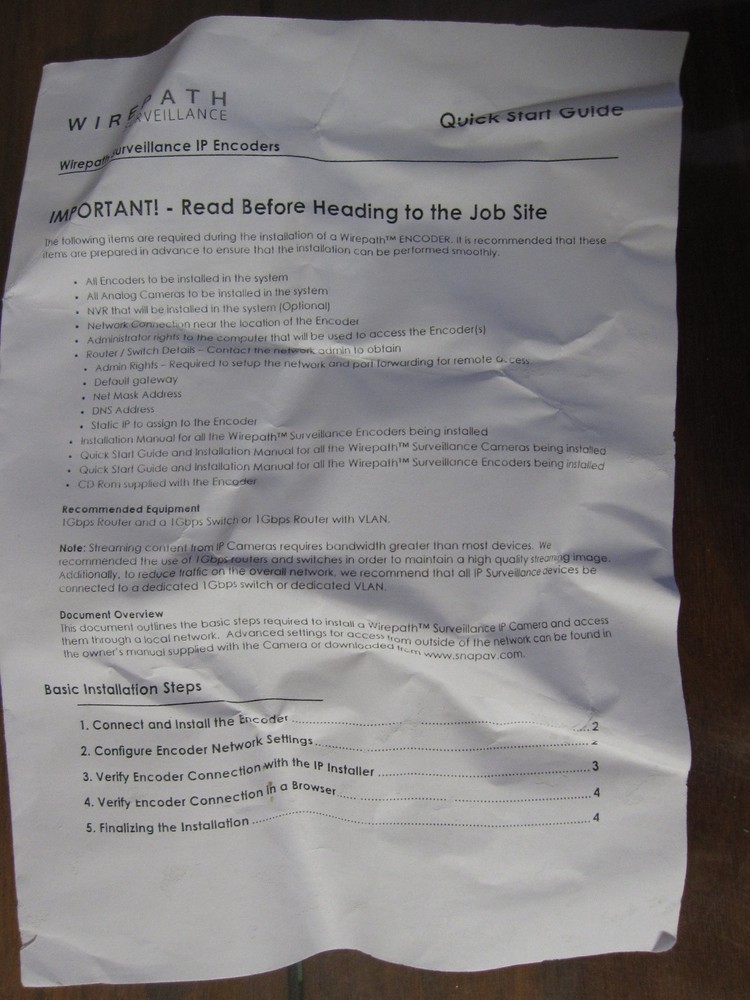 WIREPATH
SURVEILLANCE
Quick Start Guide
Wirepath Surveillance IP Encoders
IMPORTANT! - Read Before Heading to the Job Site
The following items are required during the installation of a Wirepath™ ENCODER. It is recommended that these
items are prepared in advance to ensure that the installation can be performed smoothly.
• All Encoders to be installed in the system
• All Analog Cameras to be installed in the system
• NVR that will be installed in the system (Optional)
• Network Connection near the location of the Encoder
• Administrator rights to the computer that will be used to access the Encoder(s)
• Router / Switch Details – Contact the network admin to obtain
• Admin Rights – Required to setup the network and port forwarding for remote access
• Default gateway
• Net Mask Address
• DNS Address
• Static IP to assign to the Encoder
• Installation Manual for all the Wirepath™ Surveillance Encoders being installed
• Quick Start Guide and Installation Manual for all the Wirepath™ Surveillance Cameras being installed
• Quick Start Guide and Installation Manual for all the Wirepath™ Surveillance Encoders being installed
• CD Rom supplied with the Encoder
Recommended Equipment
1Gbps Router and a 1Gbps Switch or 1Gbps Router with VLAN.
Note: Streaming content from IP Cameras requires bandwidth greater than most devices. We
recommended the use of 1Gbps routers and switches in order to maintain a high quality streaming image.
Additionally, to reduce traffic on the overall network, we recommend that all IP Surveillance devices be
connected to a dedicated 1Gbps switch or dedicated VLAN.
Document Overview
This document outlines the basic steps required to install a Wirepath™ Surveillance IP Camera and access
them through a local network. Advanced settings for access from outside of the network can be found in
the owner's manual supplied with the Camera or downloaded from www.snapav.com.
Basic Installation Steps
1. Connect and Install the Encoder ........ 2
2. Configure Encoder Network Settings ........ 2
3. Verify Encoder Connection with the IP Installer ........ 3
4. Verify Encoder Connection in a Browser ........ 4
5. Finalizing the Installation ........ 4